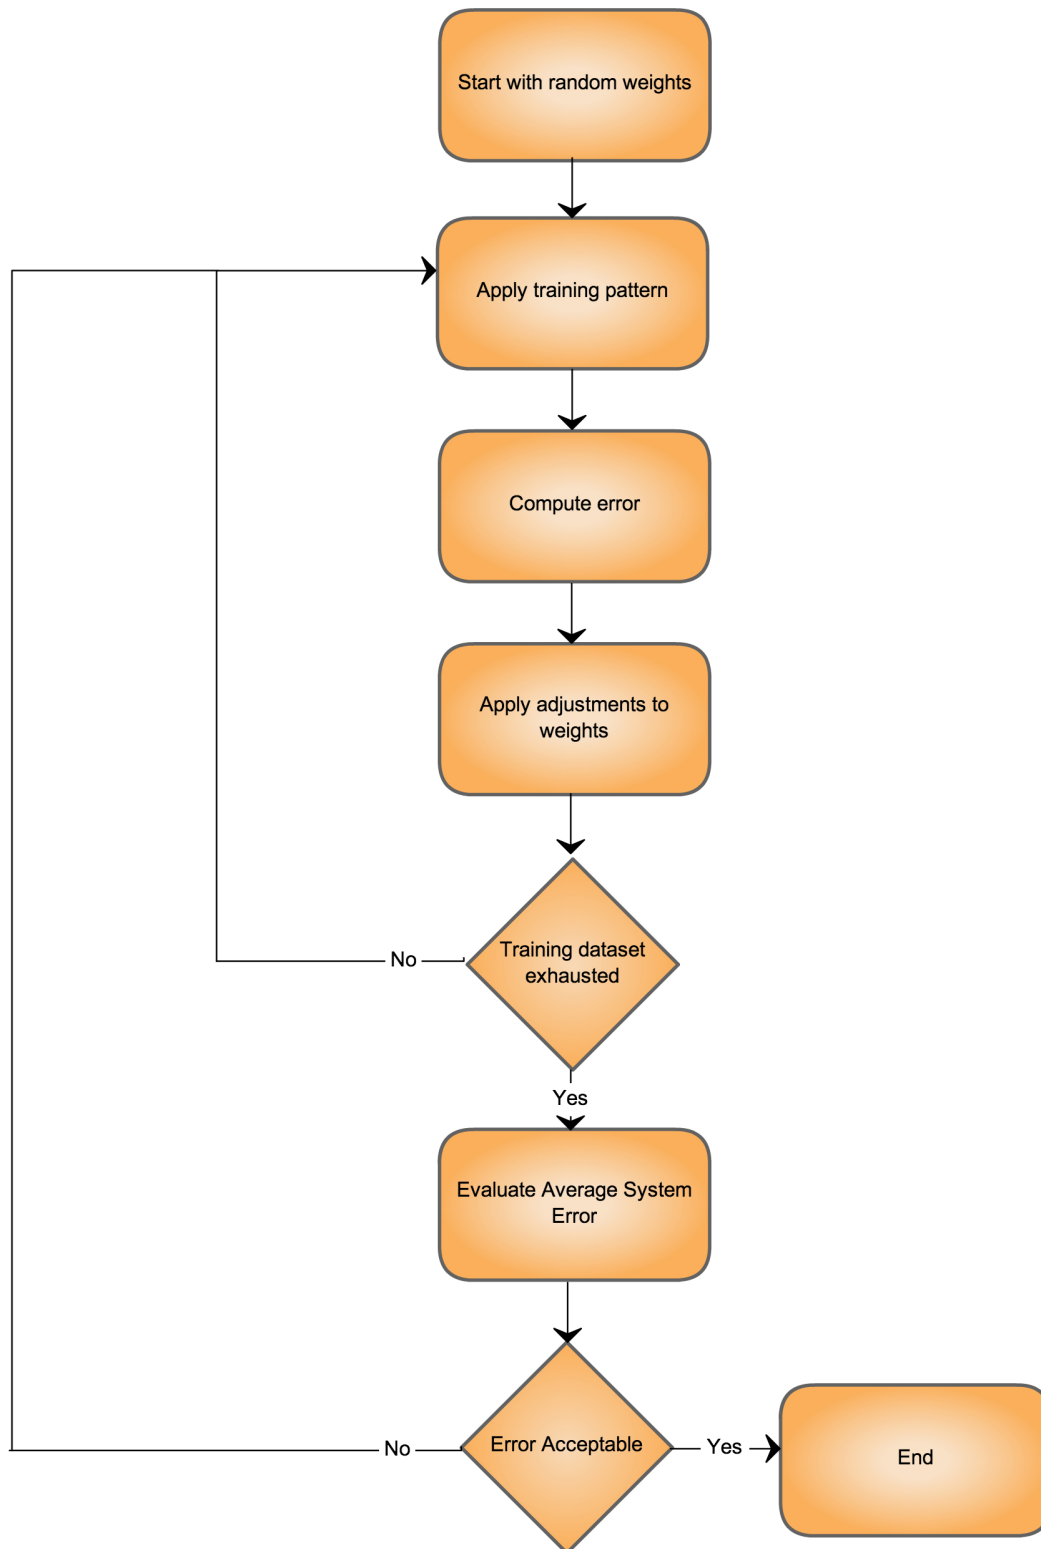 Start with random weights
Apply training pattern
Compute error
Apply adjustments to
weights
Training dataset
exhausted
No
Yes
Evaluate Average System
Error
Error Acceptable
No
Yes
End